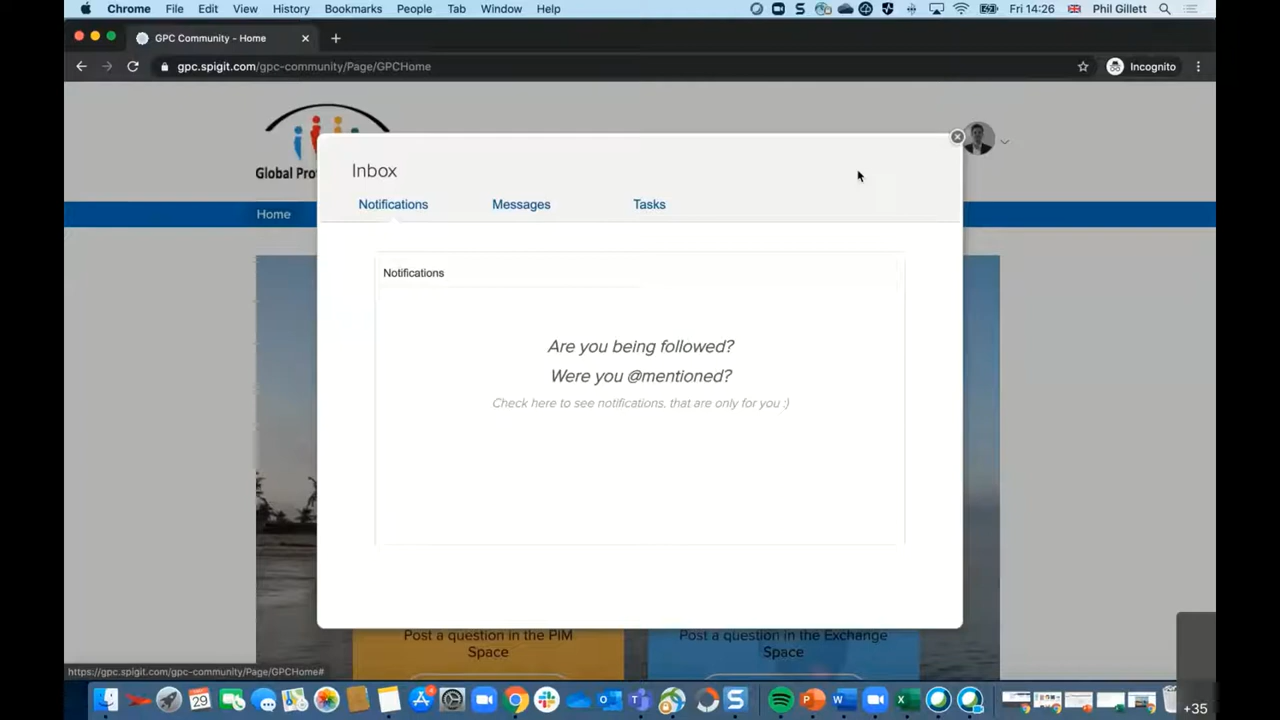 Chrome File Edit View History Bookmarks People Tab Window Help Fri 14:26 Phil Gillett
GPC Community - Home
gpc.spigit.com/gpc-community/Page/GPCHome Incognito
Global Pro
Home
Inbox
Notifications Messages Tasks
Notifications
Are you being followed?
Were you @mentioned?
Check here to see notifications, that are only for you :)
Post a question in the PIM
Space
Post a question in the Exchange
Space
https://gpc.spigit.com/gpc-community/Page/GPCHome#
29
4
+35